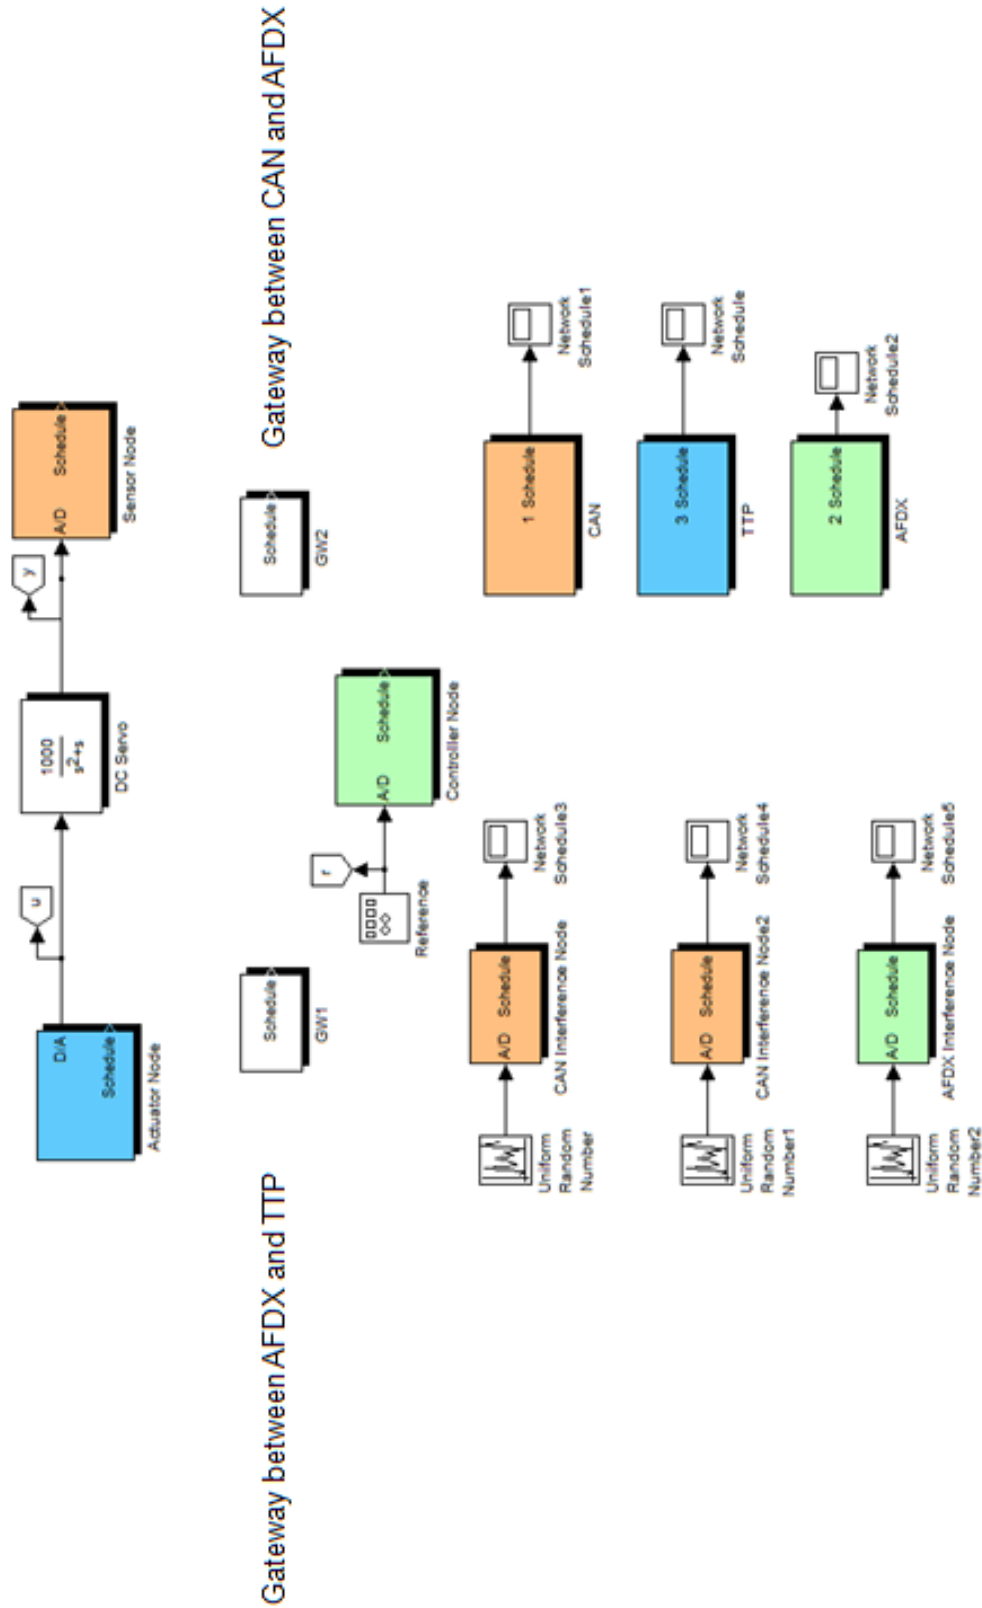 D/A
Schedule
Actuator Node
u
1000
s²+s
DC Servo
y
A/D Schedule
Sensor Node
Gateway between AFDX and TTP
Schedule
GW1
Schedule
GW2
Gateway between CAN and AFDX
r
Reference
A/D Schedule
Controller Node
Uniform
Random
Number
A/D Schedule
CAN Interference Node
Network
Schedule3
1 Schedule
CAN
Network
Schedule1
Uniform
Random
Number1
A/D Schedule
CAN Interference Node2
Network
Schedule4
3 Schedule
TTP
Network
Schedule
Uniform
Random
Number2
A/D Schedule
AFDX Interference Node
Network
Schedule5
2 Schedule
AFDX
Network
Schedule2